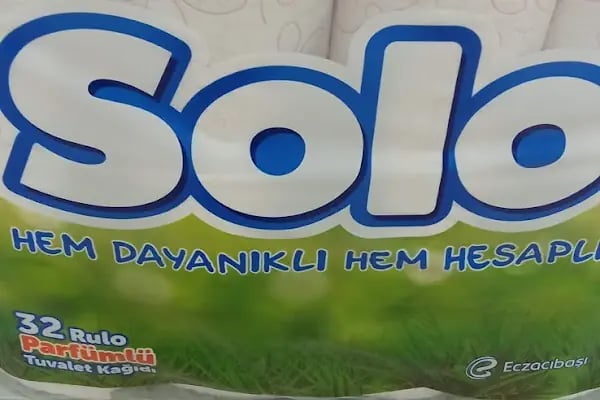 Solo
HEM DAYANIKLI HEM HESAPLI
32 Rulo
Parfümlü
Tuvalet Kağıdı
Eczacıbaşı